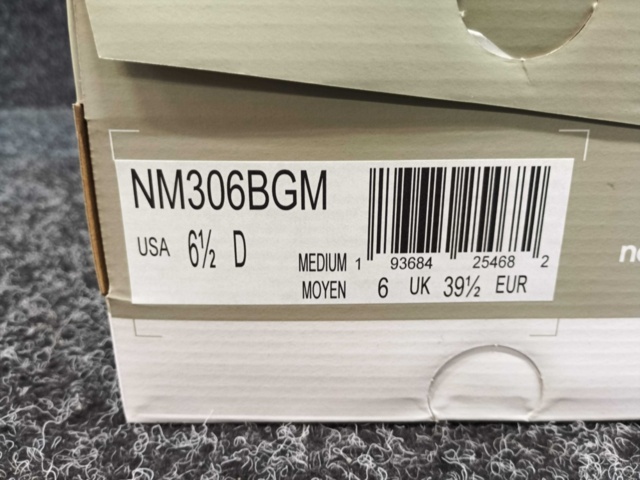 NM306BGM
USA 6½ D
MEDIUM 1 93684 25468 2
MOYEN 6 UK 39½ EUR